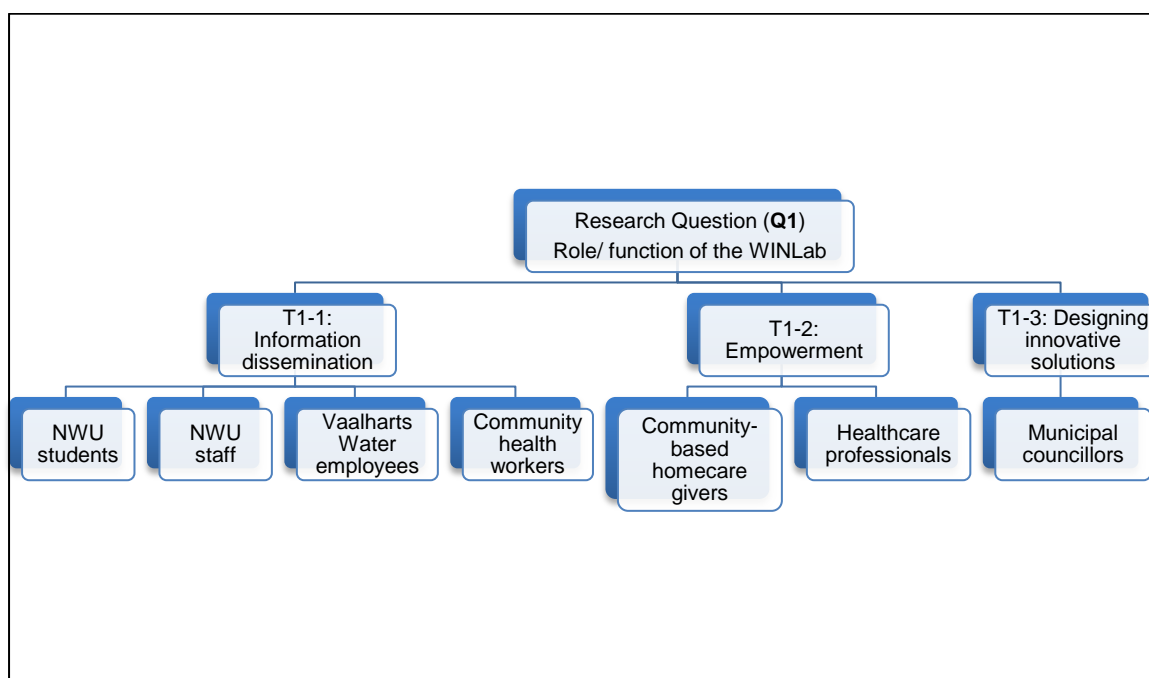 Research Question (Q1)
Role/ function of the WINLab
T1-1:
Information
dissemination
T1-2:
Empowerment
T1-3: Designing
innovative
solutions
NWU
students
NWU
staff
Vaalharts
Water
employees
Community
health
workers
Community-
based
homecare
givers
Healthcare
professionals
Municipal
councillors